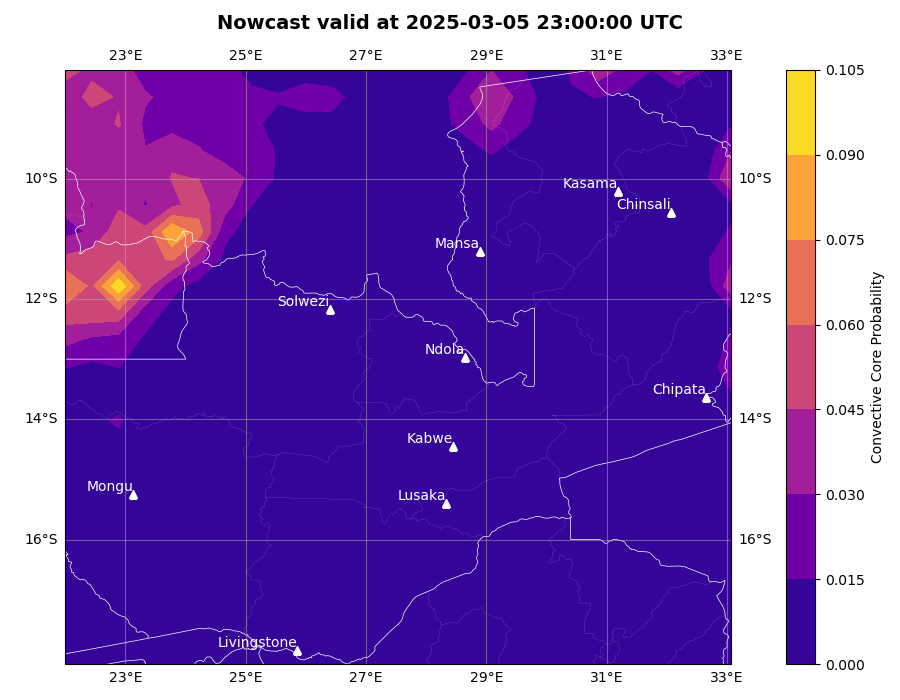 Nowcast valid at 2025-03-05 23:00:00 UTC
23°E 25°E 27°E 29°E 31°E 33°E
0.105
0.090
10°S Kasama 10°S
Chinsali
0.075
Mansa
12°S 12°S
Solwezi
0.060
Ndola
Chipata
0.045
14°S 14°S
Kabwe
Mongu
Lusaka
0.030
16°S 16°S
0.015
Livingstone
0.000
23°E 25°E 27°E 29°E 31°E 33°E
Convective Core Probability